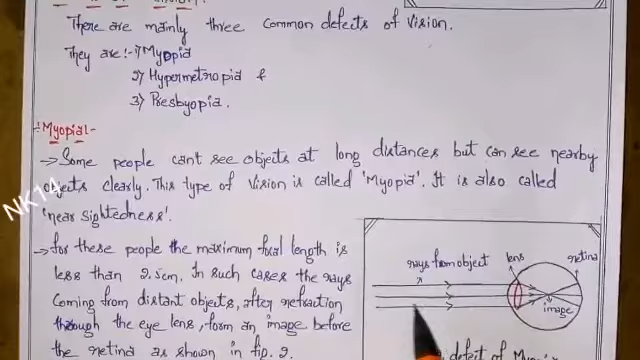 There are mainly three common defects of Vision.
They are :- 1) Myopia
2) Hypermetropia &
3) Presbyopia.
:- Myopia :-
→ Some people can't see objects at long distances but can see nearby
objects clearly. This type of Vision is called 'Myopia'. It is also called
'near sightedness'.
→ For these people the maximum focal length is
less than 2.5cm. In such cases the rays
coming from distant objects, after refraction
through the eye lens, form an image before
the retina as shown in fig. 2.
rays from object
lens
retina
image
defect of
NK14